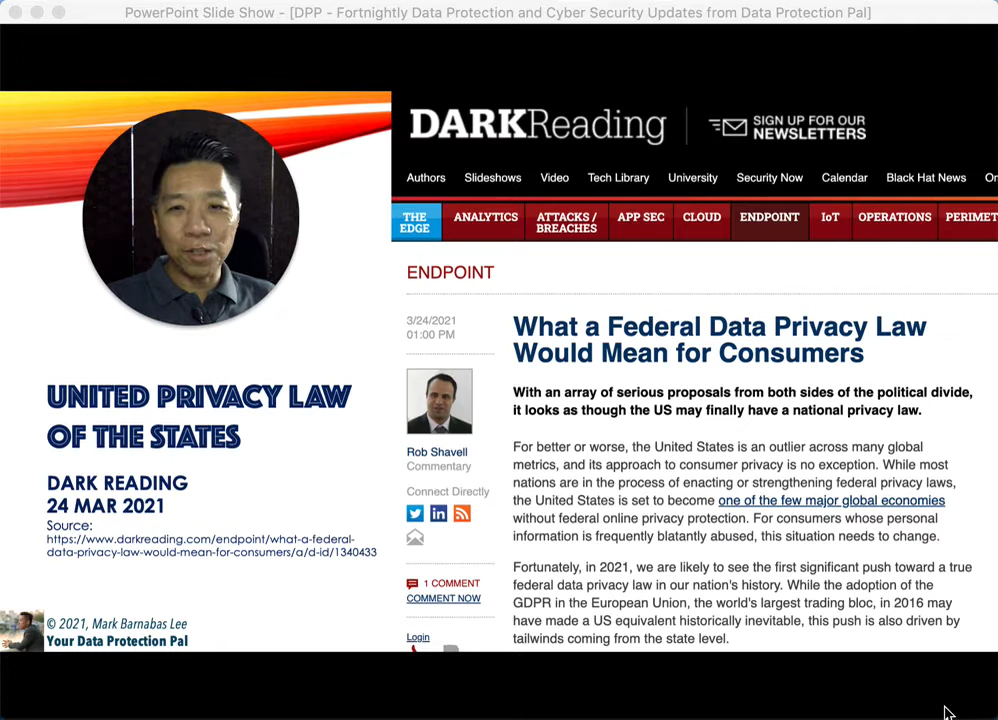 PowerPoint Slide Show - [DPP - Fortnightly Data Protection and Cyber Security Updates from Data Protection Pal]
UNITED PRIVACY LAW
OF THE STATES
DARK READING
24 MAR 2021
Source:
https://www.darkreading.com/endpoint/what-a-federal-
data-privacy-law-would-mean-for-consumers/a/d-id/1340433
© 2021, Mark Barnabas Lee
Your Data Protection Pal
DARKReading
SIGN UP FOR OUR
NEWSLETTERS
Authors Slideshows Video Tech Library University Security Now Calendar Black Hat News On
THE EDGE ANALYTICS ATTACKS / BREACHES APP SEC CLOUD ENDPOINT IoT OPERATIONS PERIMET
ENDPOINT
3/24/2021
01:00 PM
Rob Shavell
Commentary
Connect Directly
1 COMMENT
COMMENT NOW
Login
What a Federal Data Privacy Law
Would Mean for Consumers
With an array of serious proposals from both sides of the political divide,
it looks as though the US may finally have a national privacy law.
For better or worse, the United States is an outlier across many global
metrics, and its approach to consumer privacy is no exception. While most
nations are in the process of enacting or strengthening federal privacy laws,
the United States is set to become one of the few major global economies
without federal online privacy protection. For consumers whose personal
information is frequently blatantly abused, this situation needs to change.
Fortunately, in 2021, we are likely to see the first significant push toward a true
federal data privacy law in our nation's history. While the adoption of the
GDPR in the European Union, the world's largest trading bloc, in 2016 may
have made a US equivalent historically inevitable, this push is also driven by
tailwinds coming from the state level.